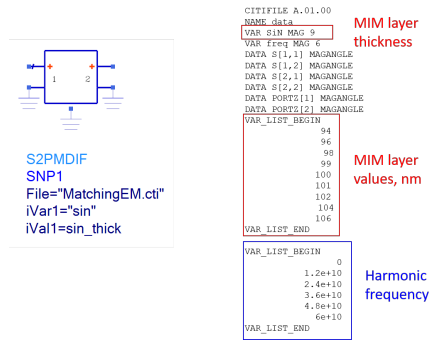 1
2
S2PMDIF
SNP1
File="MatchingEM.cti"
iVar1="sin"
iVal1=sin_thick
CITIFILE A.01.00
NAME data
VAR SiN MAG 9
VAR freq MAG 6
DATA S[1,1] MAGANGLE
DATA S[1,2] MAGANGLE
DATA S[2,1] MAGANGLE
DATA S[2,2] MAGANGLE
DATA PORTZ[1] MAGANGLE
DATA PORTZ[2] MAGANGLE
VAR_LIST_BEGIN
94
96
98
99
100
101
102
104
106
VAR_LIST_END
VAR_LIST_BEGIN
0
1.2e+10
2.4e+10
3.6e+10
4.8e+10
6e+10
VAR_LIST_END
MIM layer
thickness
MIM layer
values, nm
Harmonic
frequency